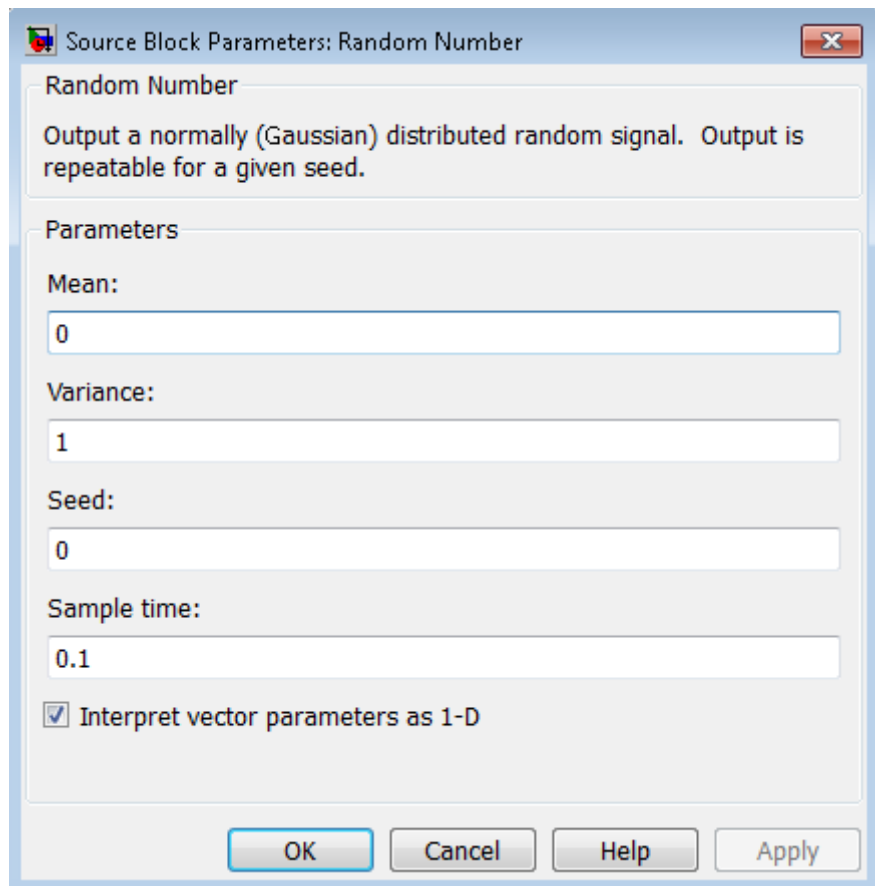 Source Block Parameters: Random Number
Random Number
Output a normally (Gaussian) distributed random signal.  Output is
repeatable for a given seed.
Parameters
Mean:
0
Variance:
1
Seed:
0
Sample time:
0.1
Interpret vector parameters as 1-D
OK
Cancel
Help
Apply